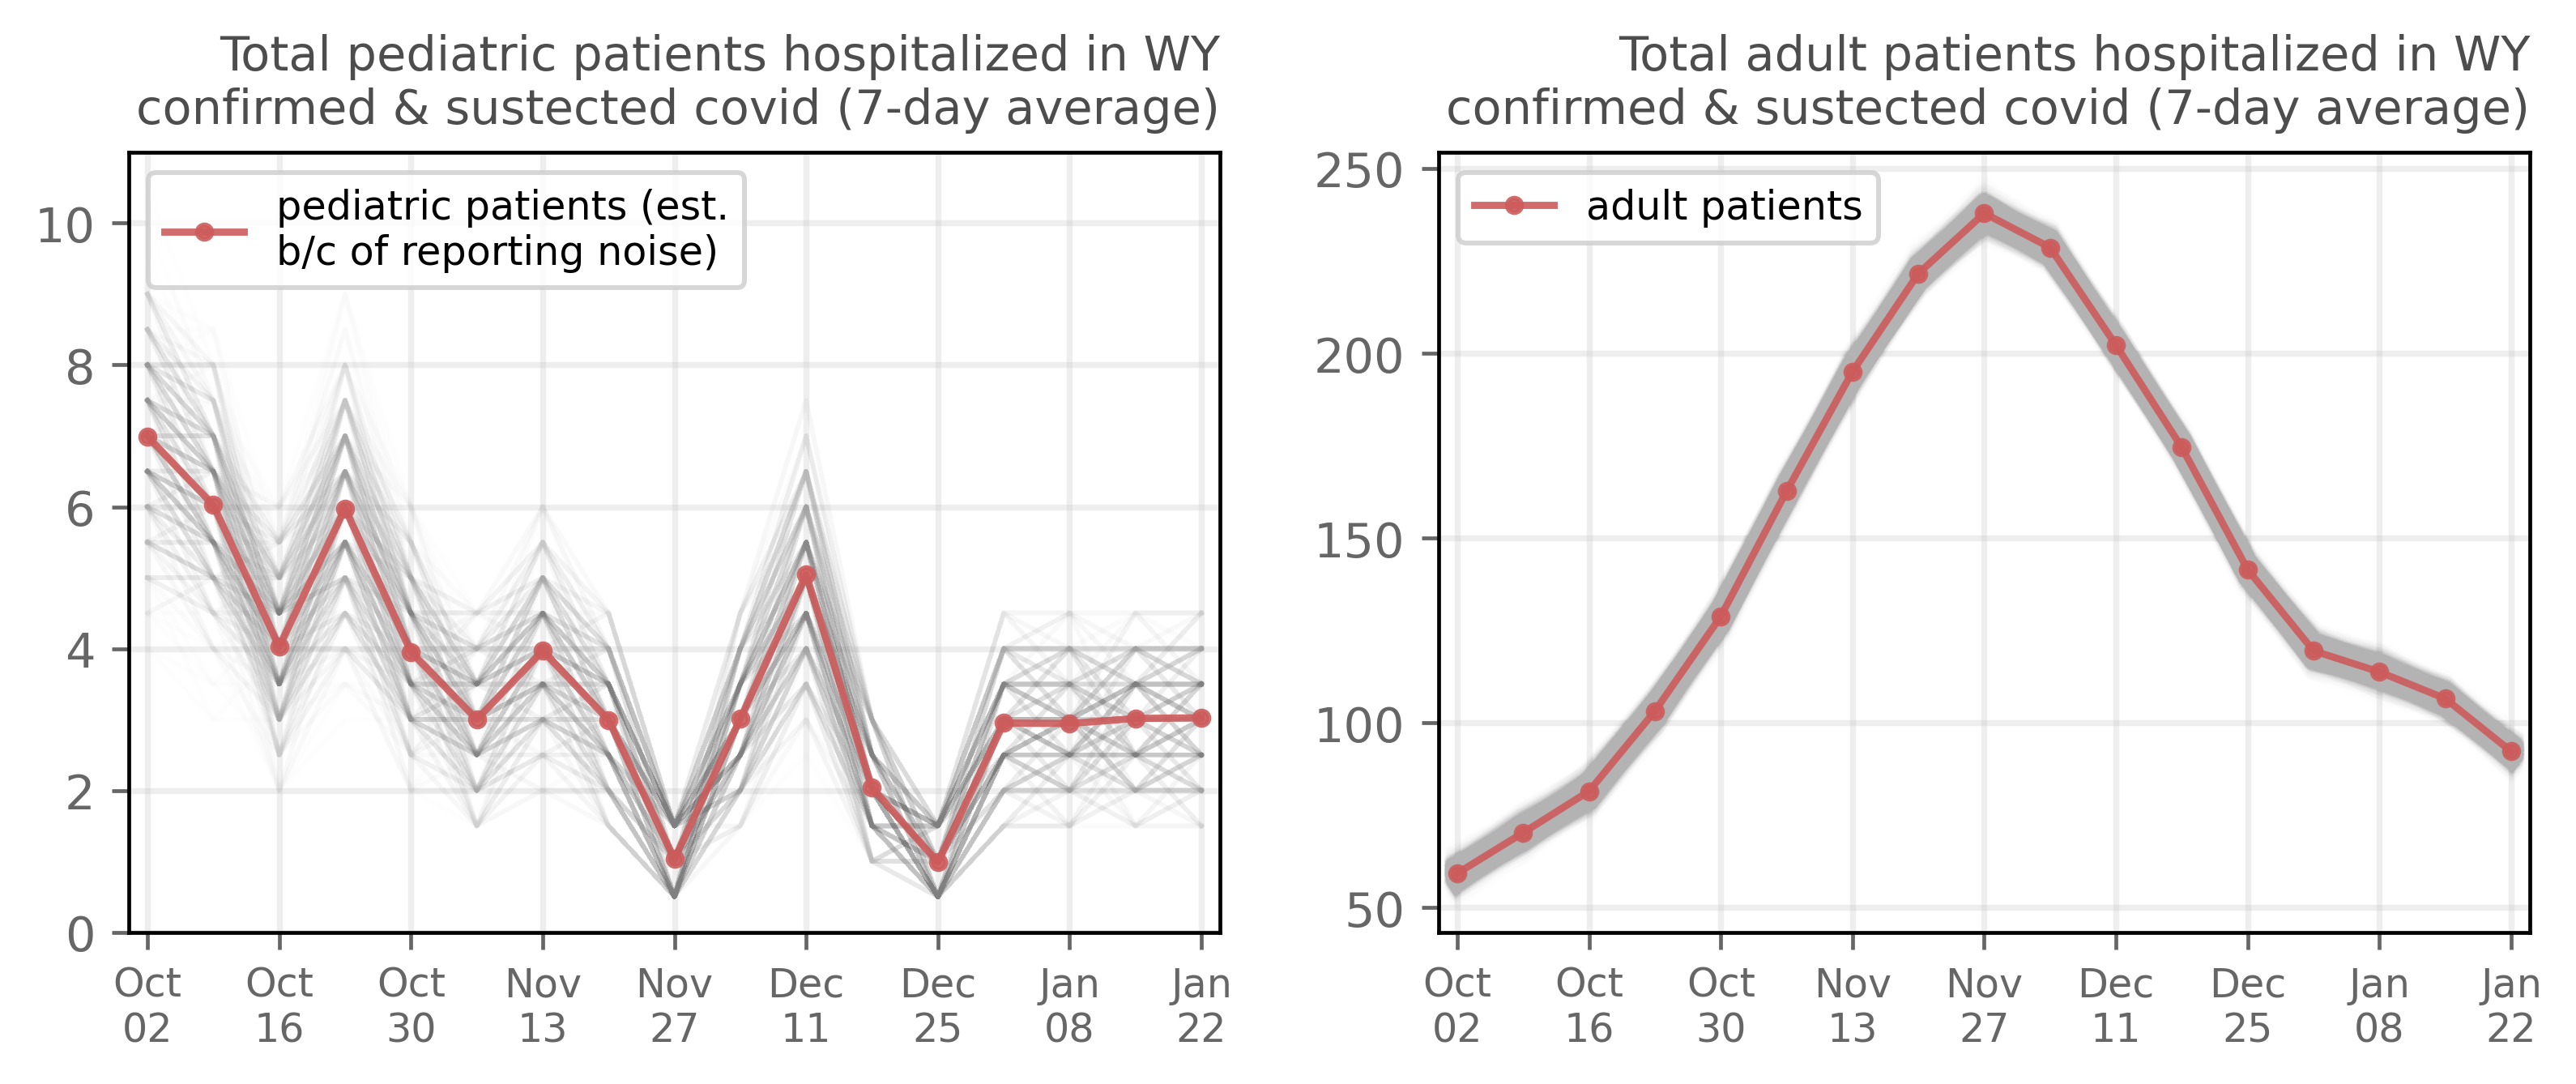 Total pediatric patients hospitalized in WY
confirmed & sustected covid (7-day average)
pediatric patients (est.
b/c of reporting noise)
10
8
6
4
2
0
Oct Oct Oct Nov Nov Dec Dec Jan Jan
02 16 30 13 27 11 25 08 22
Total adult patients hospitalized in WY
confirmed & sustected covid (7-day average)
adult patients
250
200
150
100
50
Oct Oct Oct Nov Nov Dec Dec Jan Jan
02 16 30 13 27 11 25 08 22